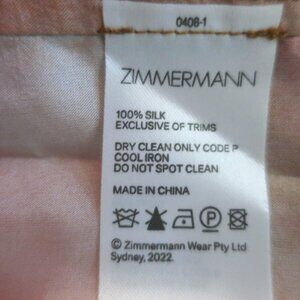 0408-1
ZIMMERMANN
100% SILK
EXCLUSIVE OF TRIMS
DRY CLEAN ONLY CODE P
COOL IRON
DO NOT SPOT CLEAN
MADE IN CHINA
P
© Zimmermann Wear Pty Ltd
Sydney, 2022.